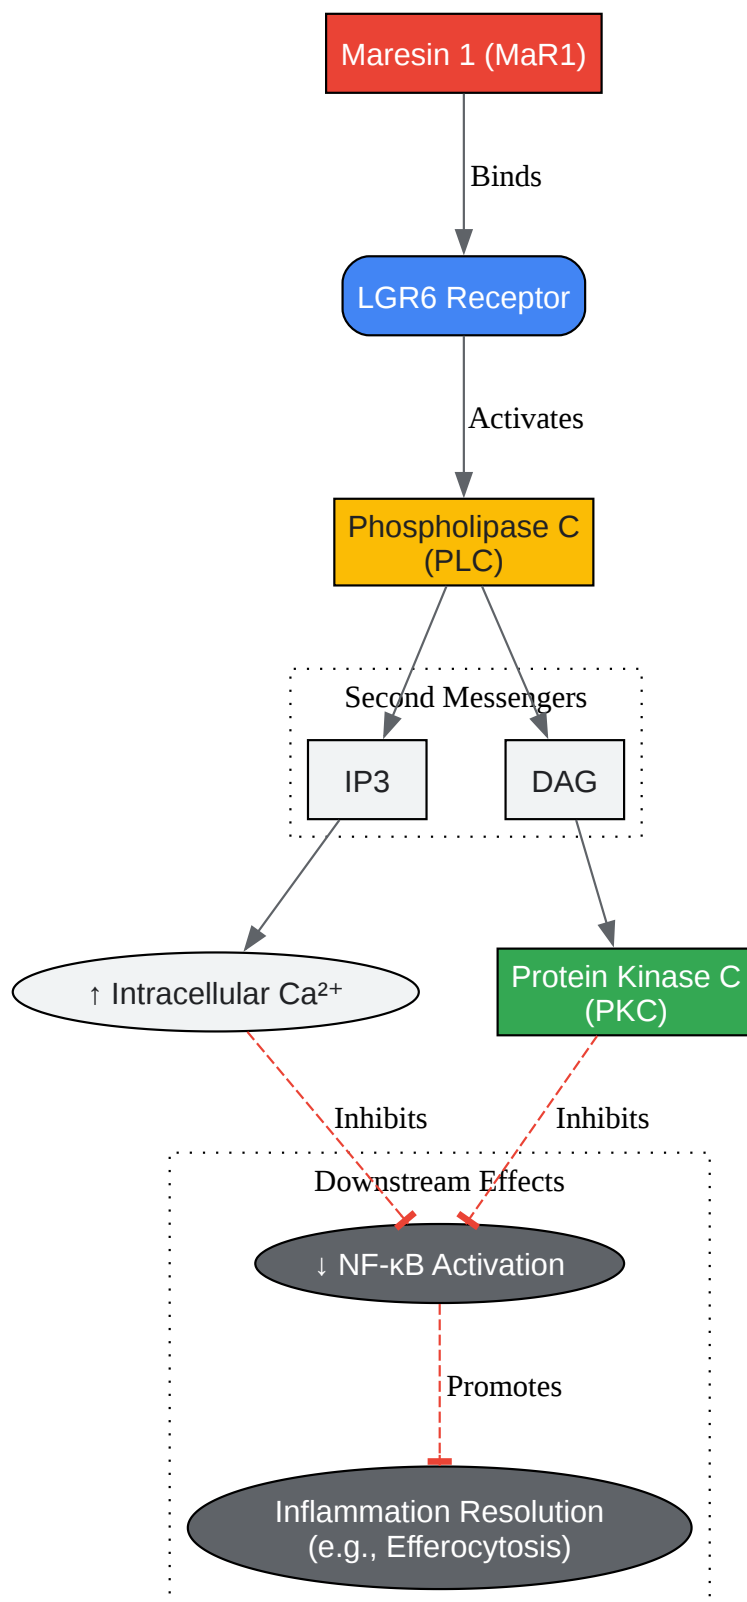 Maresin 1 (MaR1)
Binds
LGR6 Receptor
Activates
Phospholipase C
(PLC)
Second Messengers
IP3
DAG
↑ Intracellular Ca²⁺
Protein Kinase C
(PKC)
Inhibits
Inhibits
Downstream Effects
↓ NF-κB Activation
Promotes
Inflammation Resolution
(e.g., Efferocytosis)